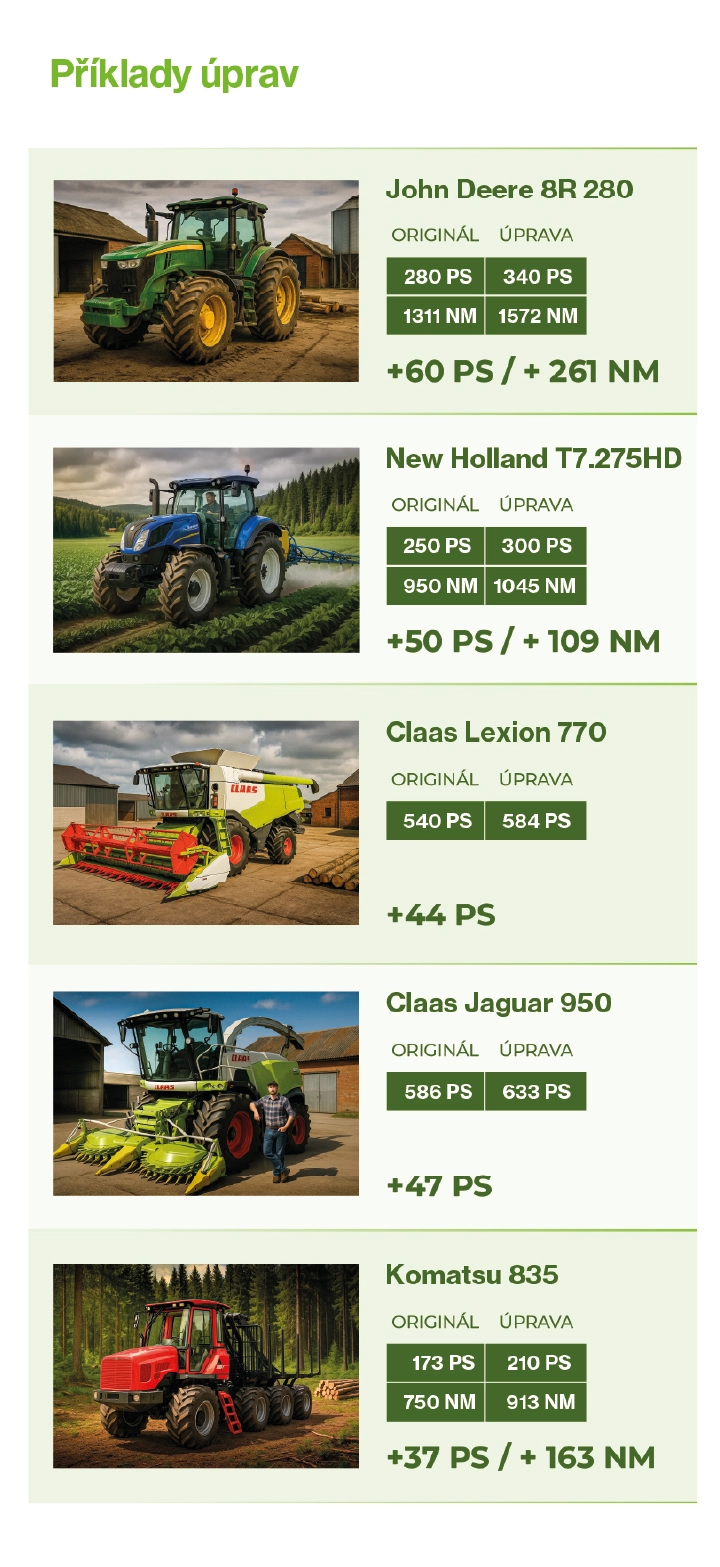 Příklady úprav
John Deere 8R 280
ORIGINÁL ÚPRAVA
280 PS 340 PS
1311 NM 1572 NM
+60 PS / + 261 NM
New Holland T7.275HD
ORIGINÁL ÚPRAVA
250 PS 300 PS
950 NM 1045 NM
+50 PS / + 109 NM
CLAAS
Claas Lexion 770
ORIGINÁL ÚPRAVA
540 PS 584 PS
+44 PS
CLAAS
CLAAS
Claas Jaguar 950
ORIGINÁL ÚPRAVA
586 PS 633 PS
+47 PS
Komatsu 835
ORIGINÁL ÚPRAVA
173 PS 210 PS
750 NM 913 NM
+37 PS / + 163 NM